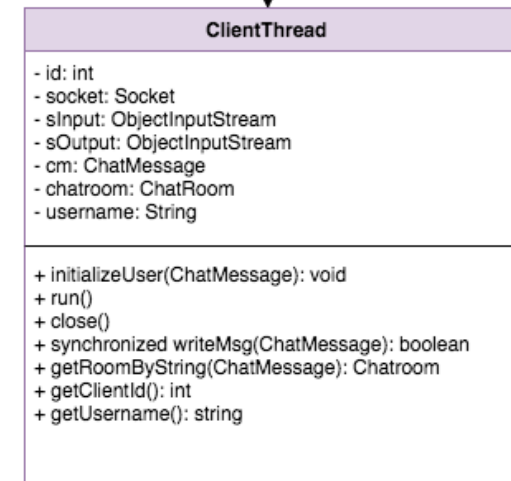 ClientThread
- id: int
- socket: Socket
- sInput: ObjectInputStream
- sOutput: ObjectInputStream
- cm: ChatMessage
- chatroom: ChatRoom
- username: String
+ initializeUser(ChatMessage): void
+ run()
+ close()
+ synchronized writeMsg(ChatMessage): boolean
+ getRoomByString(ChatMessage): Chatroom
+ getClientId(): int
+ getUsername(): string